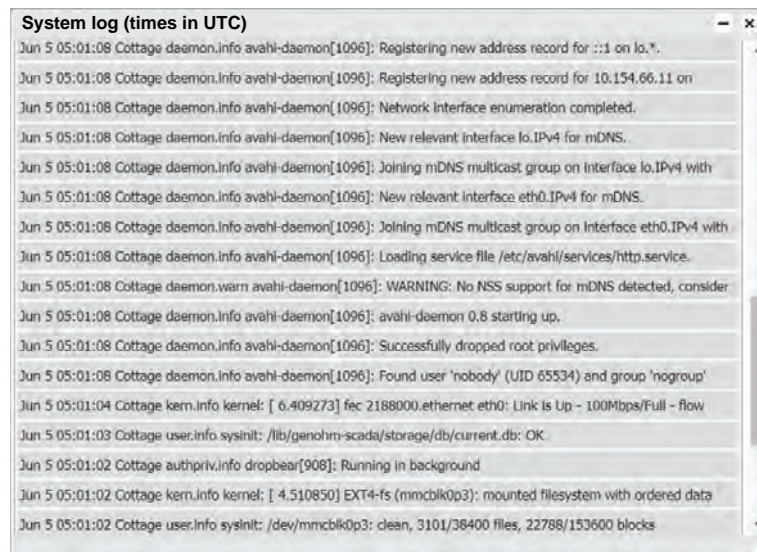 System log (times in UTC)
Jun 5 05:01:08 Cottage daemon.info avahi-daemon[1096]: Registering new address record for ::1 on lo.*.
Jun 5 05:01:08 Cottage daemon.info avahi-daemon[1096]: Registering new address record for 10.154.66.11 on
Jun 5 05:01:08 Cottage daemon.info avahi-daemon[1096]: Network interface enumeration completed.
Jun 5 05:01:08 Cottage daemon.info avahi-daemon[1096]: New relevant interface lo.IPv4 for mDNS.
Jun 5 05:01:08 Cottage daemon.info avahi-daemon[1096]: Joining mDNS multicast group on interface lo.IPv4 with
Jun 5 05:01:08 Cottage daemon.info avahi-daemon[1096]: New relevant interface eth0.IPv4 for mDNS.
Jun 5 05:01:08 Cottage daemon.info avahi-daemon[1096]: Joining mDNS multicast group on interface eth0.IPv4 with
Jun 5 05:01:08 Cottage daemon.info avahi-daemon[1096]: Loading service file /etc/avahi/services/http.service.
Jun 5 05:01:08 Cottage daemon.warn avahi-daemon[1096]: WARNING: No NSS support for mDNS detected, consider
Jun 5 05:01:08 Cottage daemon.info avahi-daemon[1096]: avahi-daemon 0.8 starting up.
Jun 5 05:01:08 Cottage daemon.info avahi-daemon[1096]: Successfully dropped root privileges.
Jun 5 05:01:08 Cottage daemon.info avahi-daemon[1096]: Found user 'nobody' (UID 65534) and group 'nogroup'
Jun 5 05:01:04 Cottage kern.info kernel: [ 6.409273] fec 2188000.ethernet eth0: Link is Up - 100Mbps/Full - flow
Jun 5 05:01:03 Cottage user.info sysinit: /lib/genohm-scada/storage/db/current.db: OK
Jun 5 05:01:02 Cottage authpriv.info dropbear[908]: Running in background
Jun 5 05:01:02 Cottage kern.info kernel: [ 4.510850] EXT4-fs (mmcblk0p3): mounted filesystem with ordered data
Jun 5 05:01:02 Cottage user.info sysinit: /dev/mmcblk0p3: clean, 3101/38400 files, 22788/153600 blocks